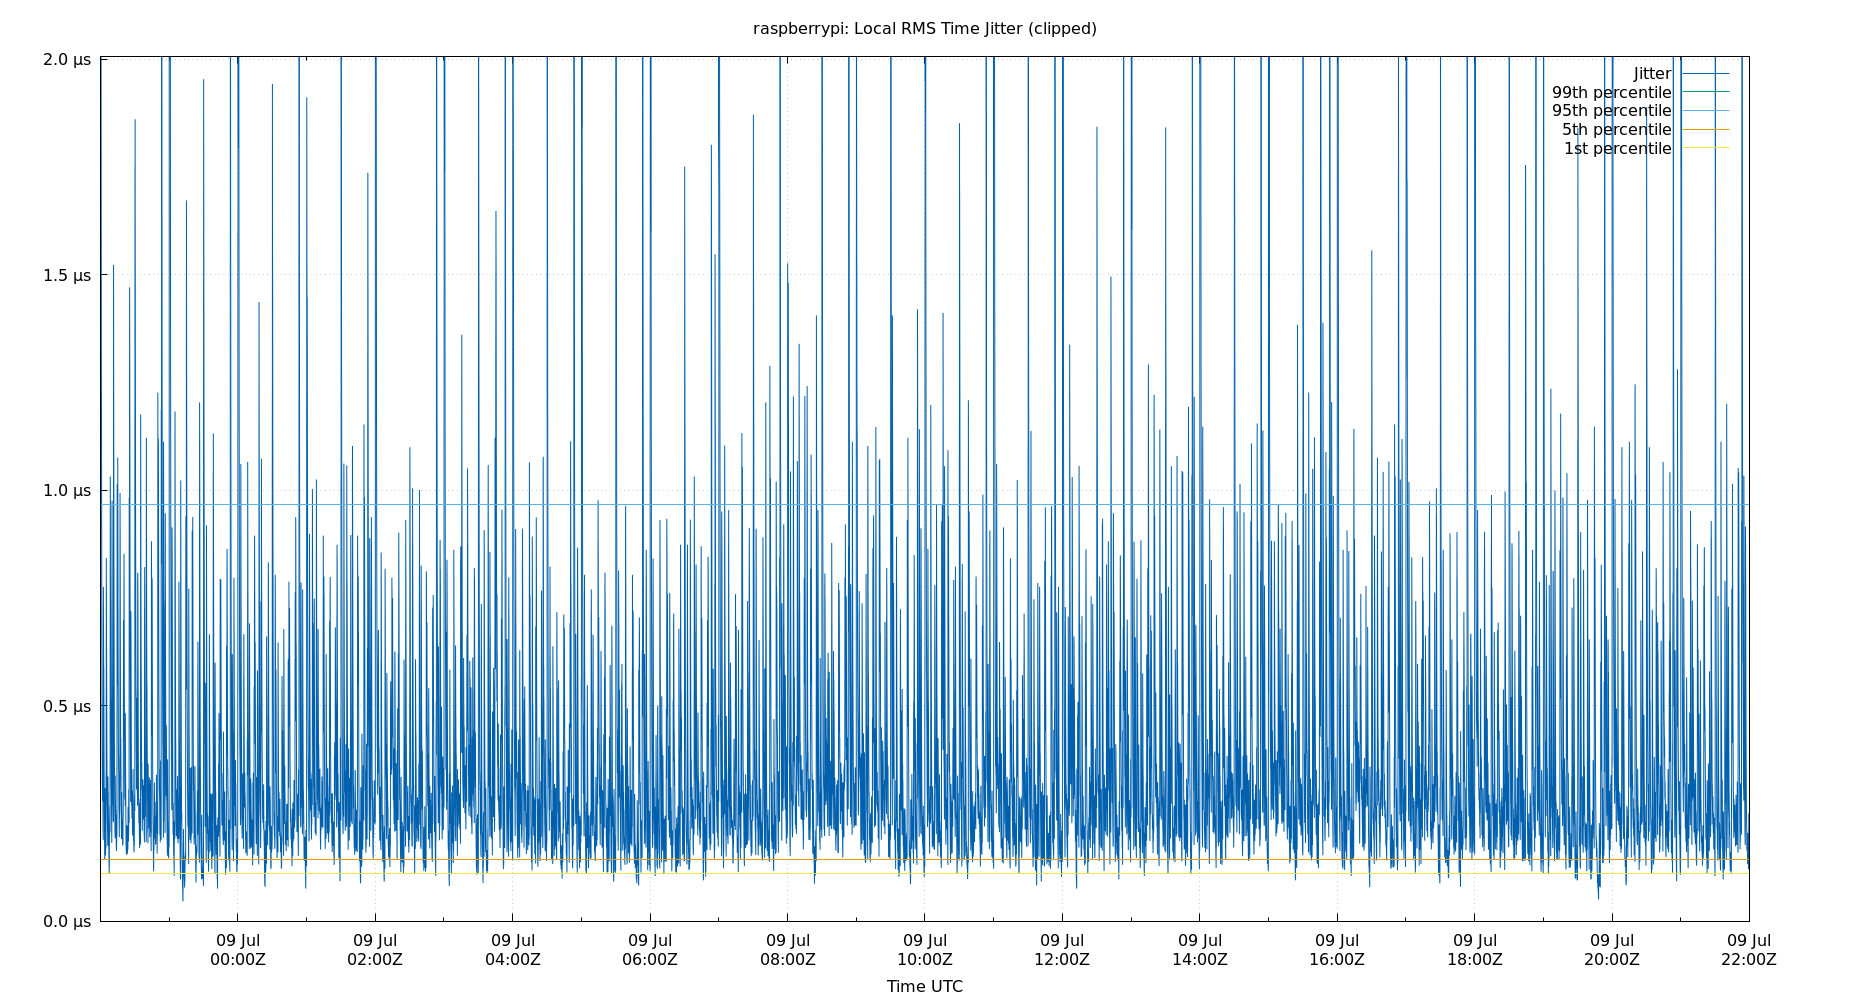 raspberrypi: Local RMS Time Jitter (clipped)
2.0 µs
1.5 µs
1.0 µs
0.5 µs
0.0 µs
Jitter
99th percentile
95th percentile
5th percentile
1st percentile
09 Jul 09 Jul 09 Jul 09 Jul 09 Jul 09 Jul 09 Jul 09 Jul 09 Jul 09 Jul 09 Jul 09 Jul
00:00Z 02:00Z 04:00Z 06:00Z 08:00Z 10:00Z 12:00Z 14:00Z 16:00Z 18:00Z 20:00Z 22:00Z
Time UTC